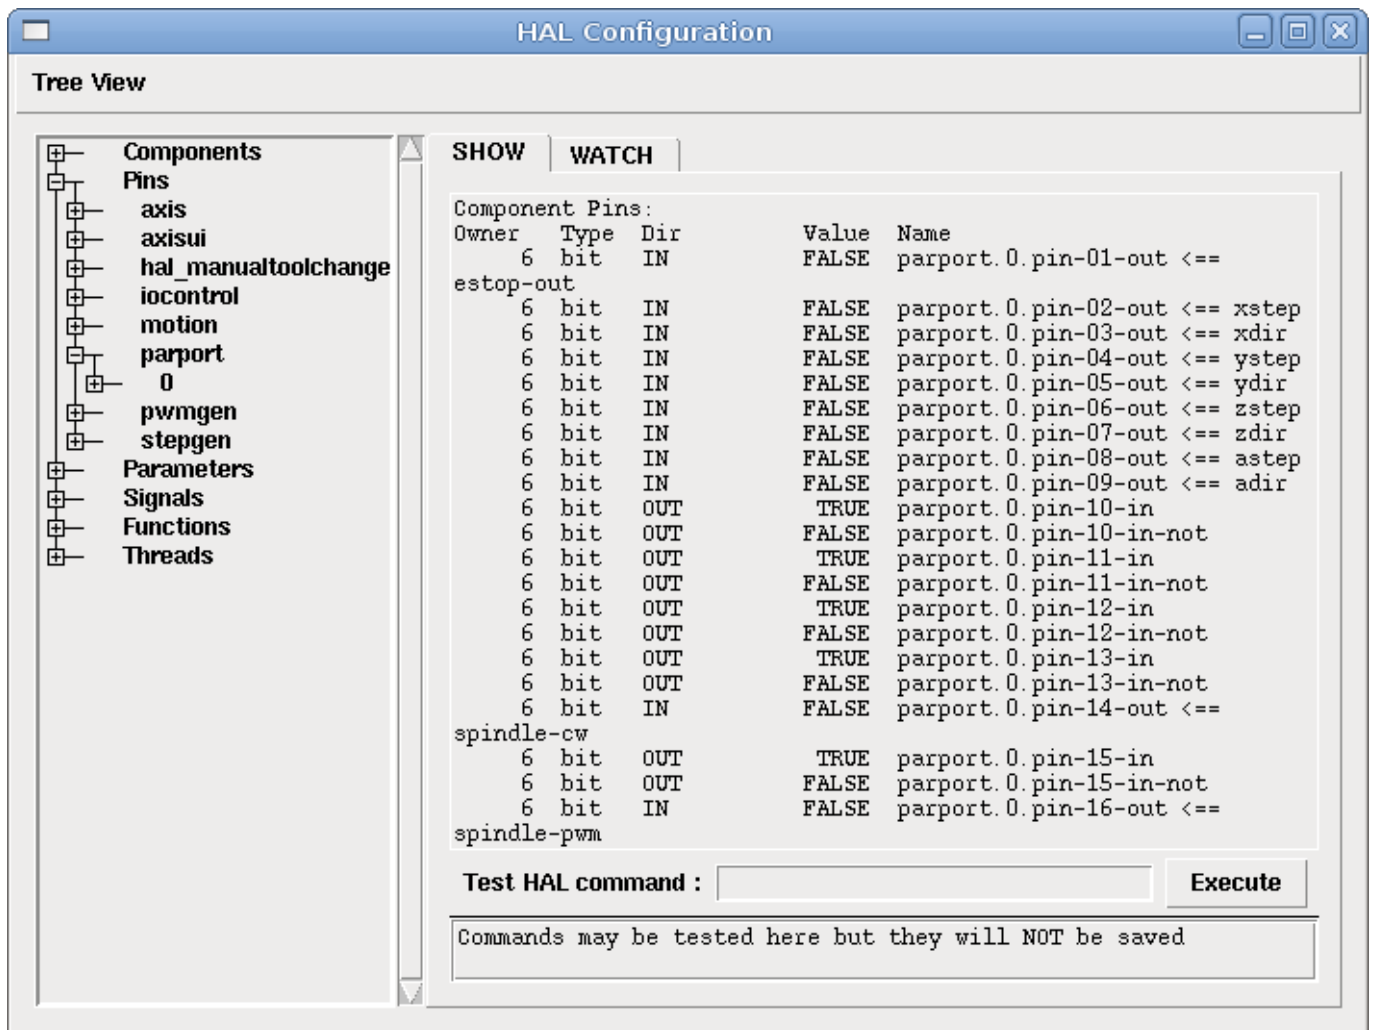 HAL Configuration
Tree View
Components
Pins
axis
axisui
hal_manualtoolchange
iocontrol
motion
parport
0
pwmgen
stepgen
Parameters
Signals
Functions
Threads
SHOW WATCH
Component Pins:
Owner Type Dir Value Name
6 bit IN FALSE parport.0.pin-01-out <==
estop-out
6 bit IN FALSE parport.0.pin-02-out <== xstep
6 bit IN FALSE parport.0.pin-03-out <== xdir
6 bit IN FALSE parport.0.pin-04-out <== ystep
6 bit IN FALSE parport.0.pin-05-out <== ydir
6 bit IN FALSE parport.0.pin-06-out <== zstep
6 bit IN FALSE parport.0.pin-07-out <== zdir
6 bit IN FALSE parport.0.pin-08-out <== astep
6 bit IN FALSE parport.0.pin-09-out <== adir
6 bit OUT TRUE parport.0.pin-10-in
6 bit OUT FALSE parport.0.pin-10-in-not
6 bit OUT TRUE parport.0.pin-11-in
6 bit OUT FALSE parport.0.pin-11-in-not
6 bit OUT TRUE parport.0.pin-12-in
6 bit OUT FALSE parport.0.pin-12-in-not
6 bit OUT TRUE parport.0.pin-13-in
6 bit OUT FALSE parport.0.pin-13-in-not
6 bit IN FALSE parport.0.pin-14-out <==
spindle-cw
6 bit OUT TRUE parport.0.pin-15-in
6 bit OUT FALSE parport.0.pin-15-in-not
6 bit IN FALSE parport.0.pin-16-out <==
spindle-pwm
Test HAL command : Execute
Commands may be tested here but they will NOT be saved